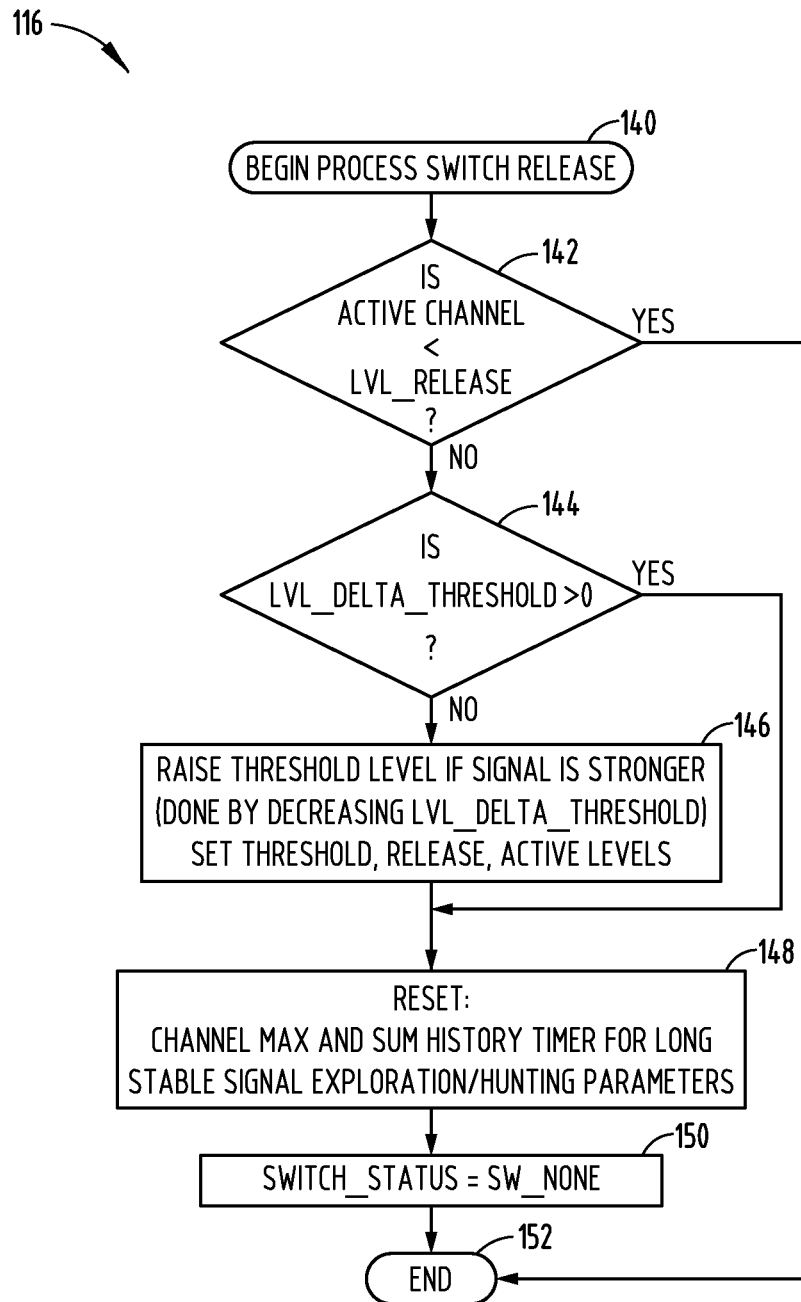 116
140
BEGIN PROCESS SWITCH RELEASE
142
IS
ACTIVE CHANNEL
<
LVL_RELEASE
?
YES
NO
144
IS
LVL_DELTA_THRESHOLD >0
?
YES
NO
146
RAISE THRESHOLD LEVEL IF SIGNAL IS STRONGER
(DONE BY DECREASING LVL_DELTA_THRESHOLD)
SET THRESHOLD, RELEASE, ACTIVE LEVELS
148
RESET:
CHANNEL MAX AND SUM HISTORY TIMER FOR LONG
STABLE SIGNAL EXPLORATION/HUNTING PARAMETERS
150
SWITCH_STATUS = SW_NONE
152
END